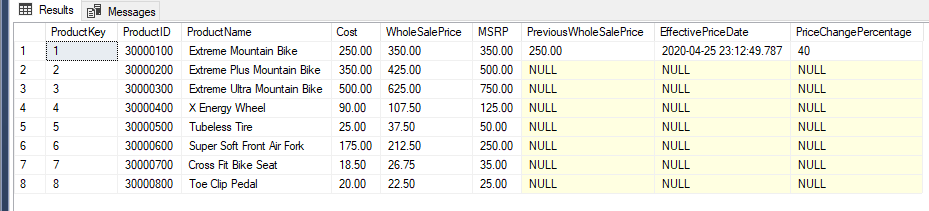 Results Messages
ProductKey ProductID ProductName Cost WholeSalePrice MSRP PreviousWholeSalePrice EffectivePriceDate PriceChangePercentage
1 1 30000100 Extreme Mountain Bike 250.00 350.00 350.00 250.00 2020-04-25 23:12:49.787 40
2 2 30000200 Extreme Plus Mountain Bike 350.00 425.00 500.00 NULL NULL NULL
3 3 30000300 Extreme Ultra Mountain Bike 500.00 625.00 750.00 NULL NULL NULL
4 4 30000400 X Energy Wheel 90.00 107.50 125.00 NULL NULL NULL
5 5 30000500 Tubeless Tire 25.00 37.50 50.00 NULL NULL NULL
6 6 30000600 Super Soft Front Air Fork 175.00 212.50 250.00 NULL NULL NULL
7 7 30000700 Cross Fit Bike Seat 18.50 26.75 35.00 NULL NULL NULL
8 8 30000800 Toe Clip Pedal 20.00 22.50 25.00 NULL NULL NULL